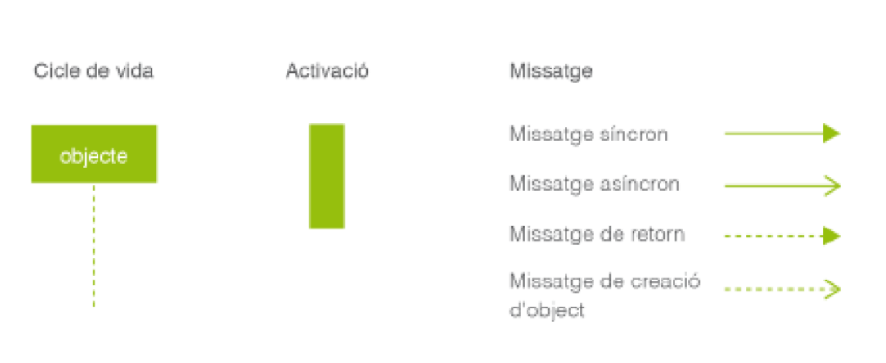 Cicle de vida
Activació
Missatge
objecte
Missatge síncron
Missatge asíncron
Missatge de retorn
Missatge de creació
d'object